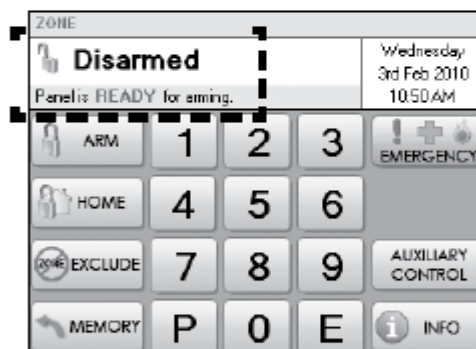 ZONE
Disarmed
Panel is READY for arming.
Wednesday
3rd Feb 2010
10:50 AM
ARM 1 2 3 EMERGENCY
HOME 4 5 6
ZONE EXCLUDE 7 8 9 AUXILIARY CONTROL
MEMORY P 0 E i INFO